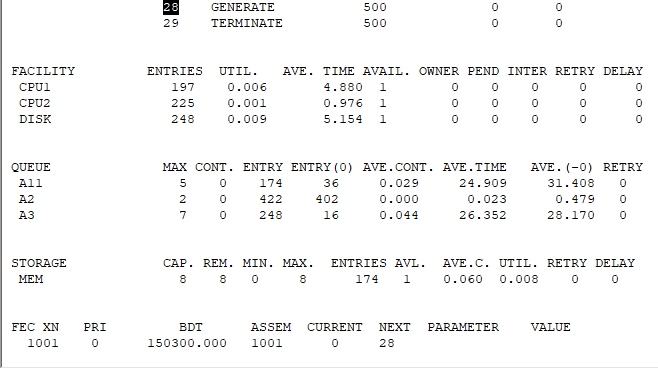 28 GENERATE 500 0 0
29 TERMINATE 500 0 0
FACILITY ENTRIES UTIL. AVE. TIME AVAIL. OWNER PEND INTER RETRY DELAY
CPU1 197 0.006 4.880 1 0 0 0 0 0
CPU2 225 0.001 0.976 1 0 0 0 0 0
DISK 248 0.009 5.154 1 0 0 0 0 0
QUEUE MAX CONT. ENTRY ENTRY(0) AVE.CONT. AVE.TIME AVE.(-0) RETRY
A11 5 0 174 36 0.029 24.909 31.408 0
A2 2 0 422 402 0.000 0.023 0.479 0
A3 7 0 248 16 0.044 26.352 28.170 0
STORAGE CAP. REM. MIN. MAX. ENTRIES AVL. AVE.C. UTIL. RETRY DELAY
MEM 8 8 0 8 174 1 0.060 0.008 0 0
FEC XN PRI BDT ASSEM CURRENT NEXT PARAMETER VALUE
1001 0 150300.000 1001 0 28